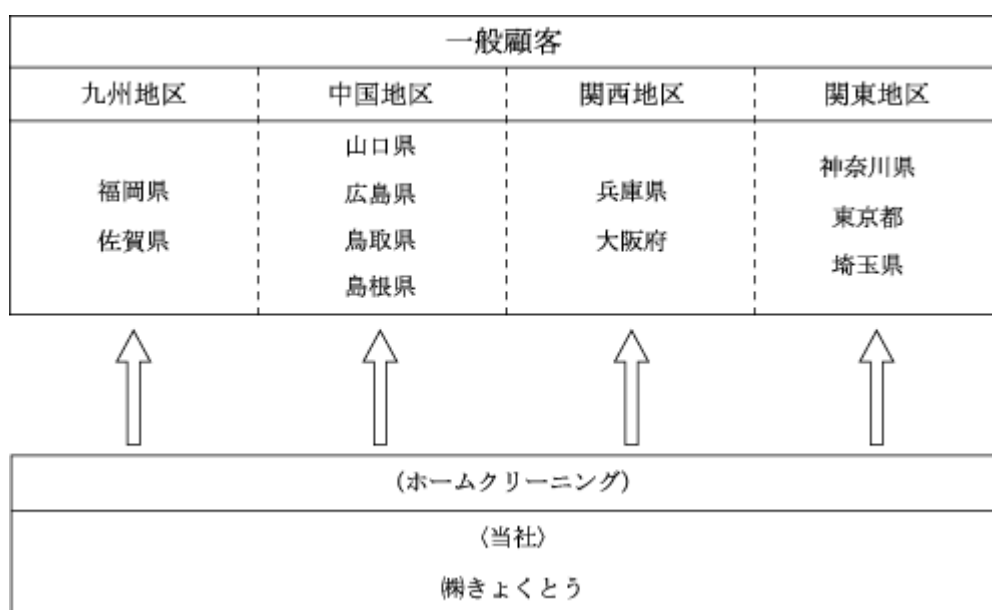 一般顧客
九州地区 中国地区 関西地区 関東地区
福岡県
佐賀県
山口県
広島県
鳥取県
島根県
兵庫県
大阪府
神奈川県
東京都
埼玉県
(ホームクリーニング)
〈当社〉
㈱きょくとう